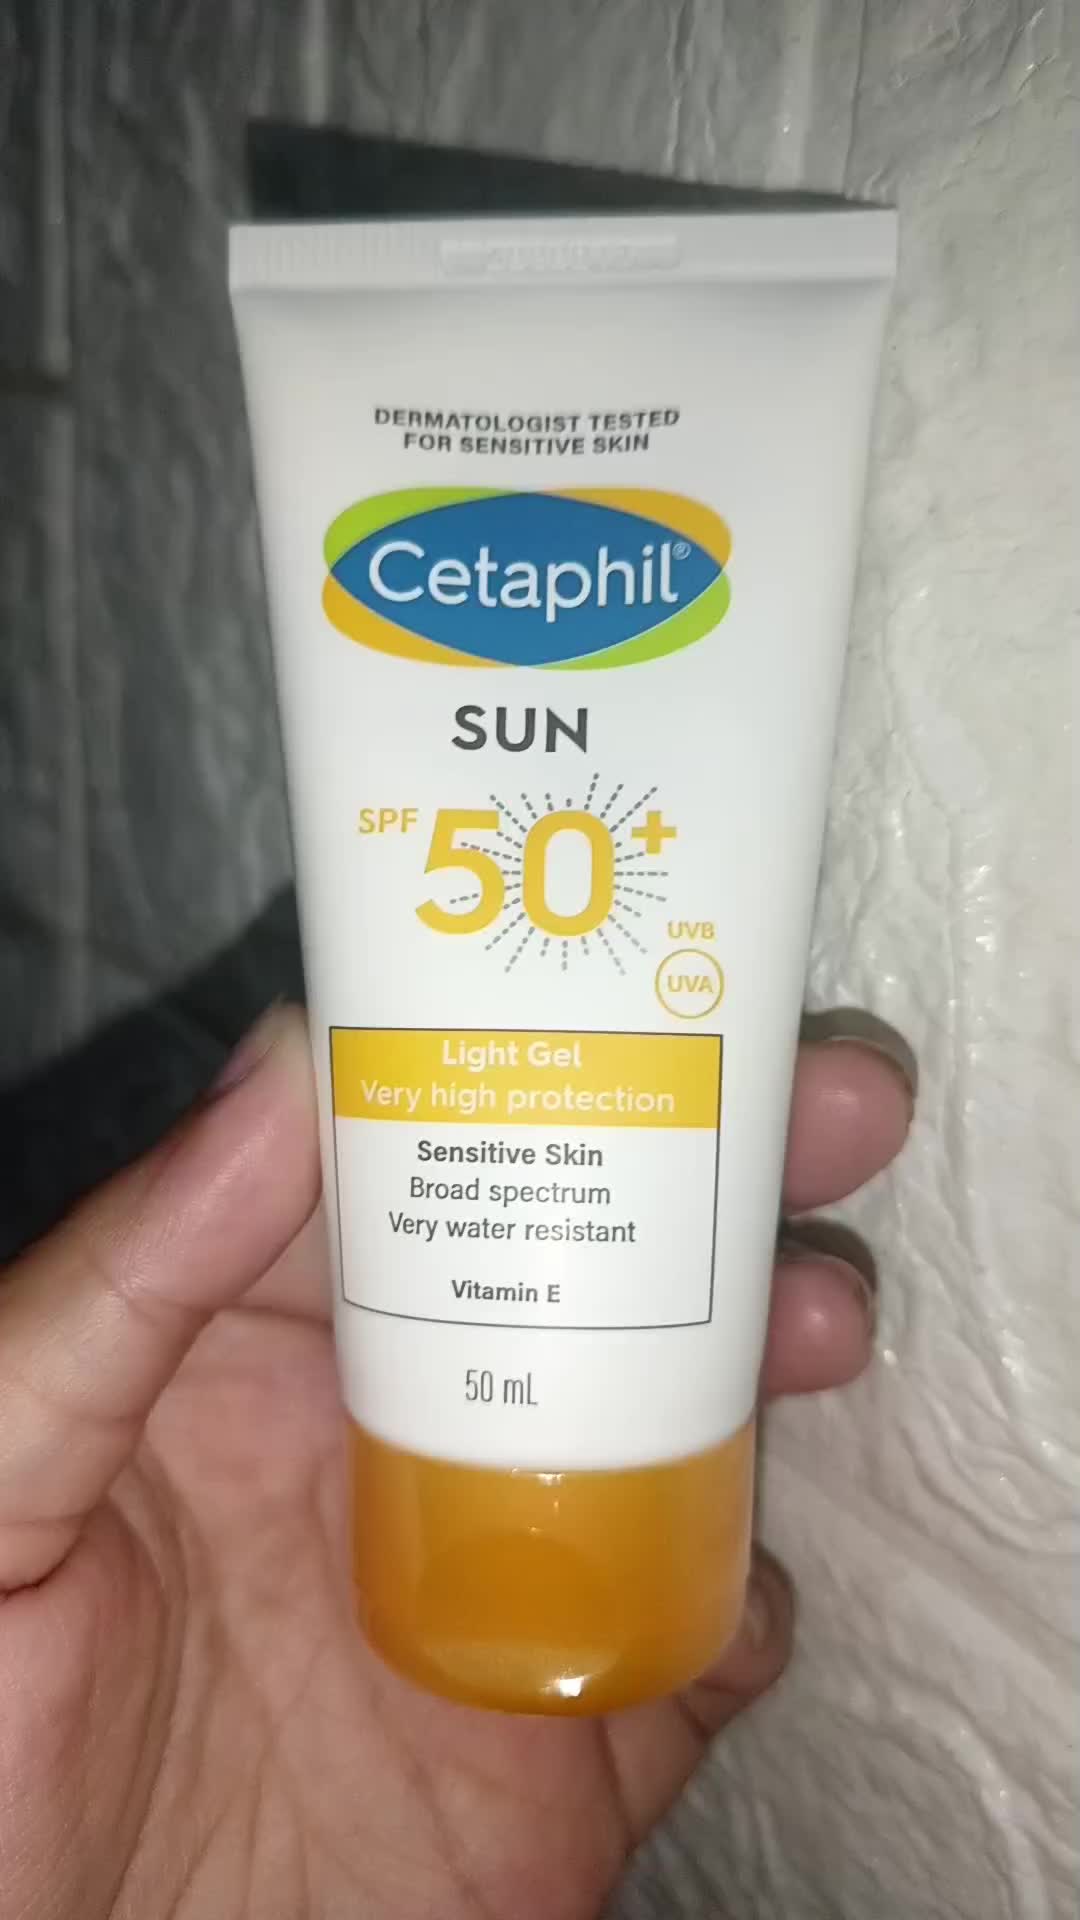 DERMATOLOGIST TESTED
FOR SENSITIVE SKIN
Cetaphil®
SUN
SPF 50+
UVB
UVA
Light Gel
Very high protection
Sensitive Skin
Broad spectrum
Very water resistant
Vitamin E
50 mL